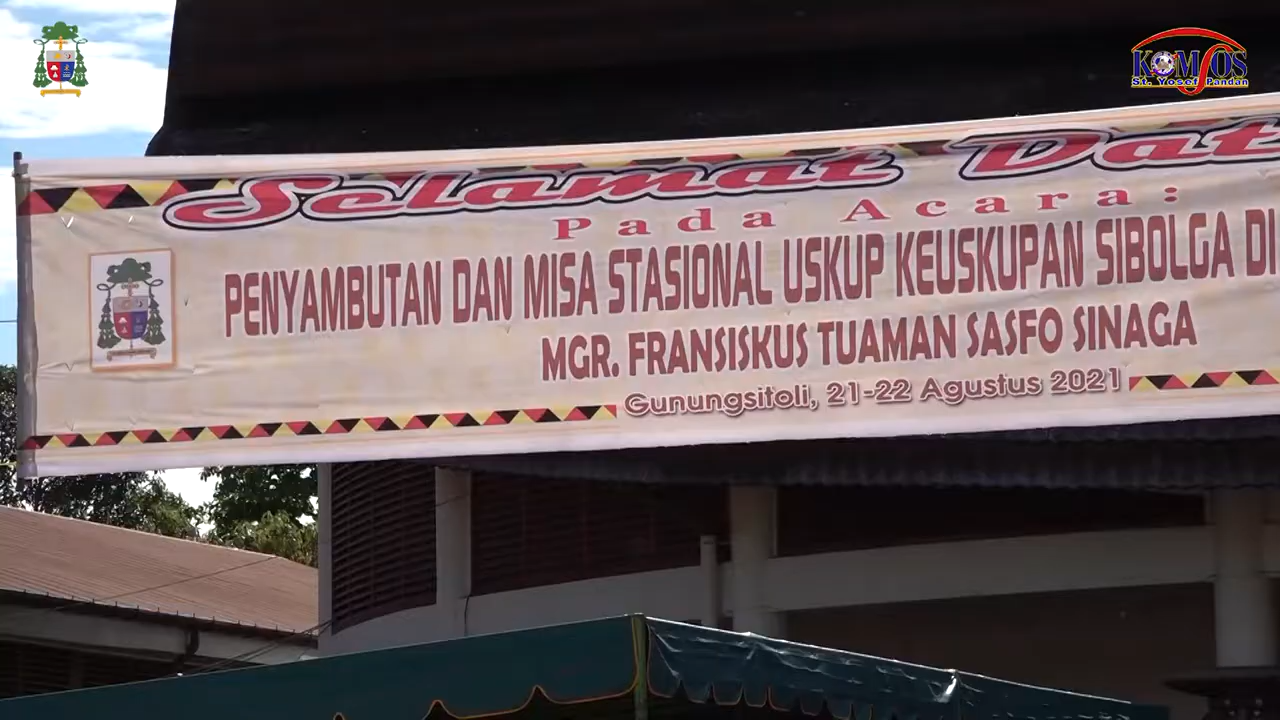 KOMSOS
St. Yosef Pandan
Selamat Dat
Pada Acara:
PENYAMBUTAN DAN MISA STASIONAL USKUP KEUSKUPAN SIBOLGA DI
MGR. FRANSISKUS TUAMAN SASFO SINAGA
Gunungsitoli, 21-22 Agustus 2021